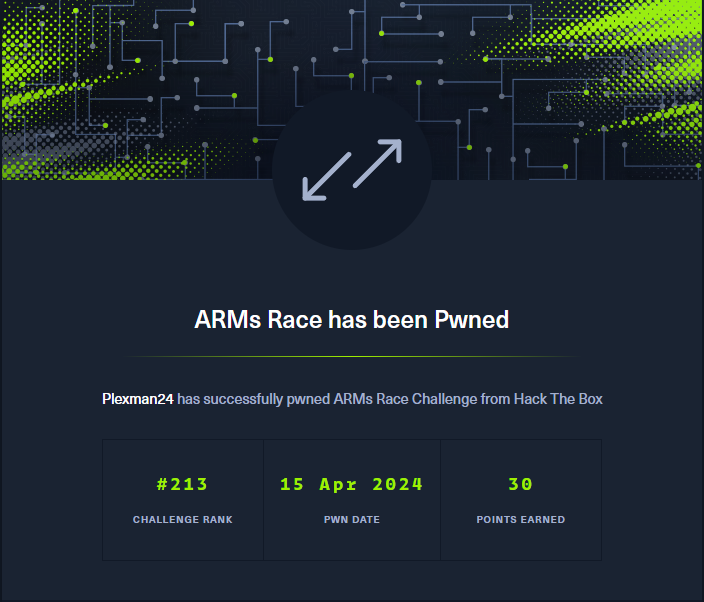 ARMs Race has been Pwned
Plexman24 has successfully pwned ARMs Race Challenge from Hack The Box
#213 15 Apr 2024 30
CHALLENGE RANK PWN DATE POINTS EARNED